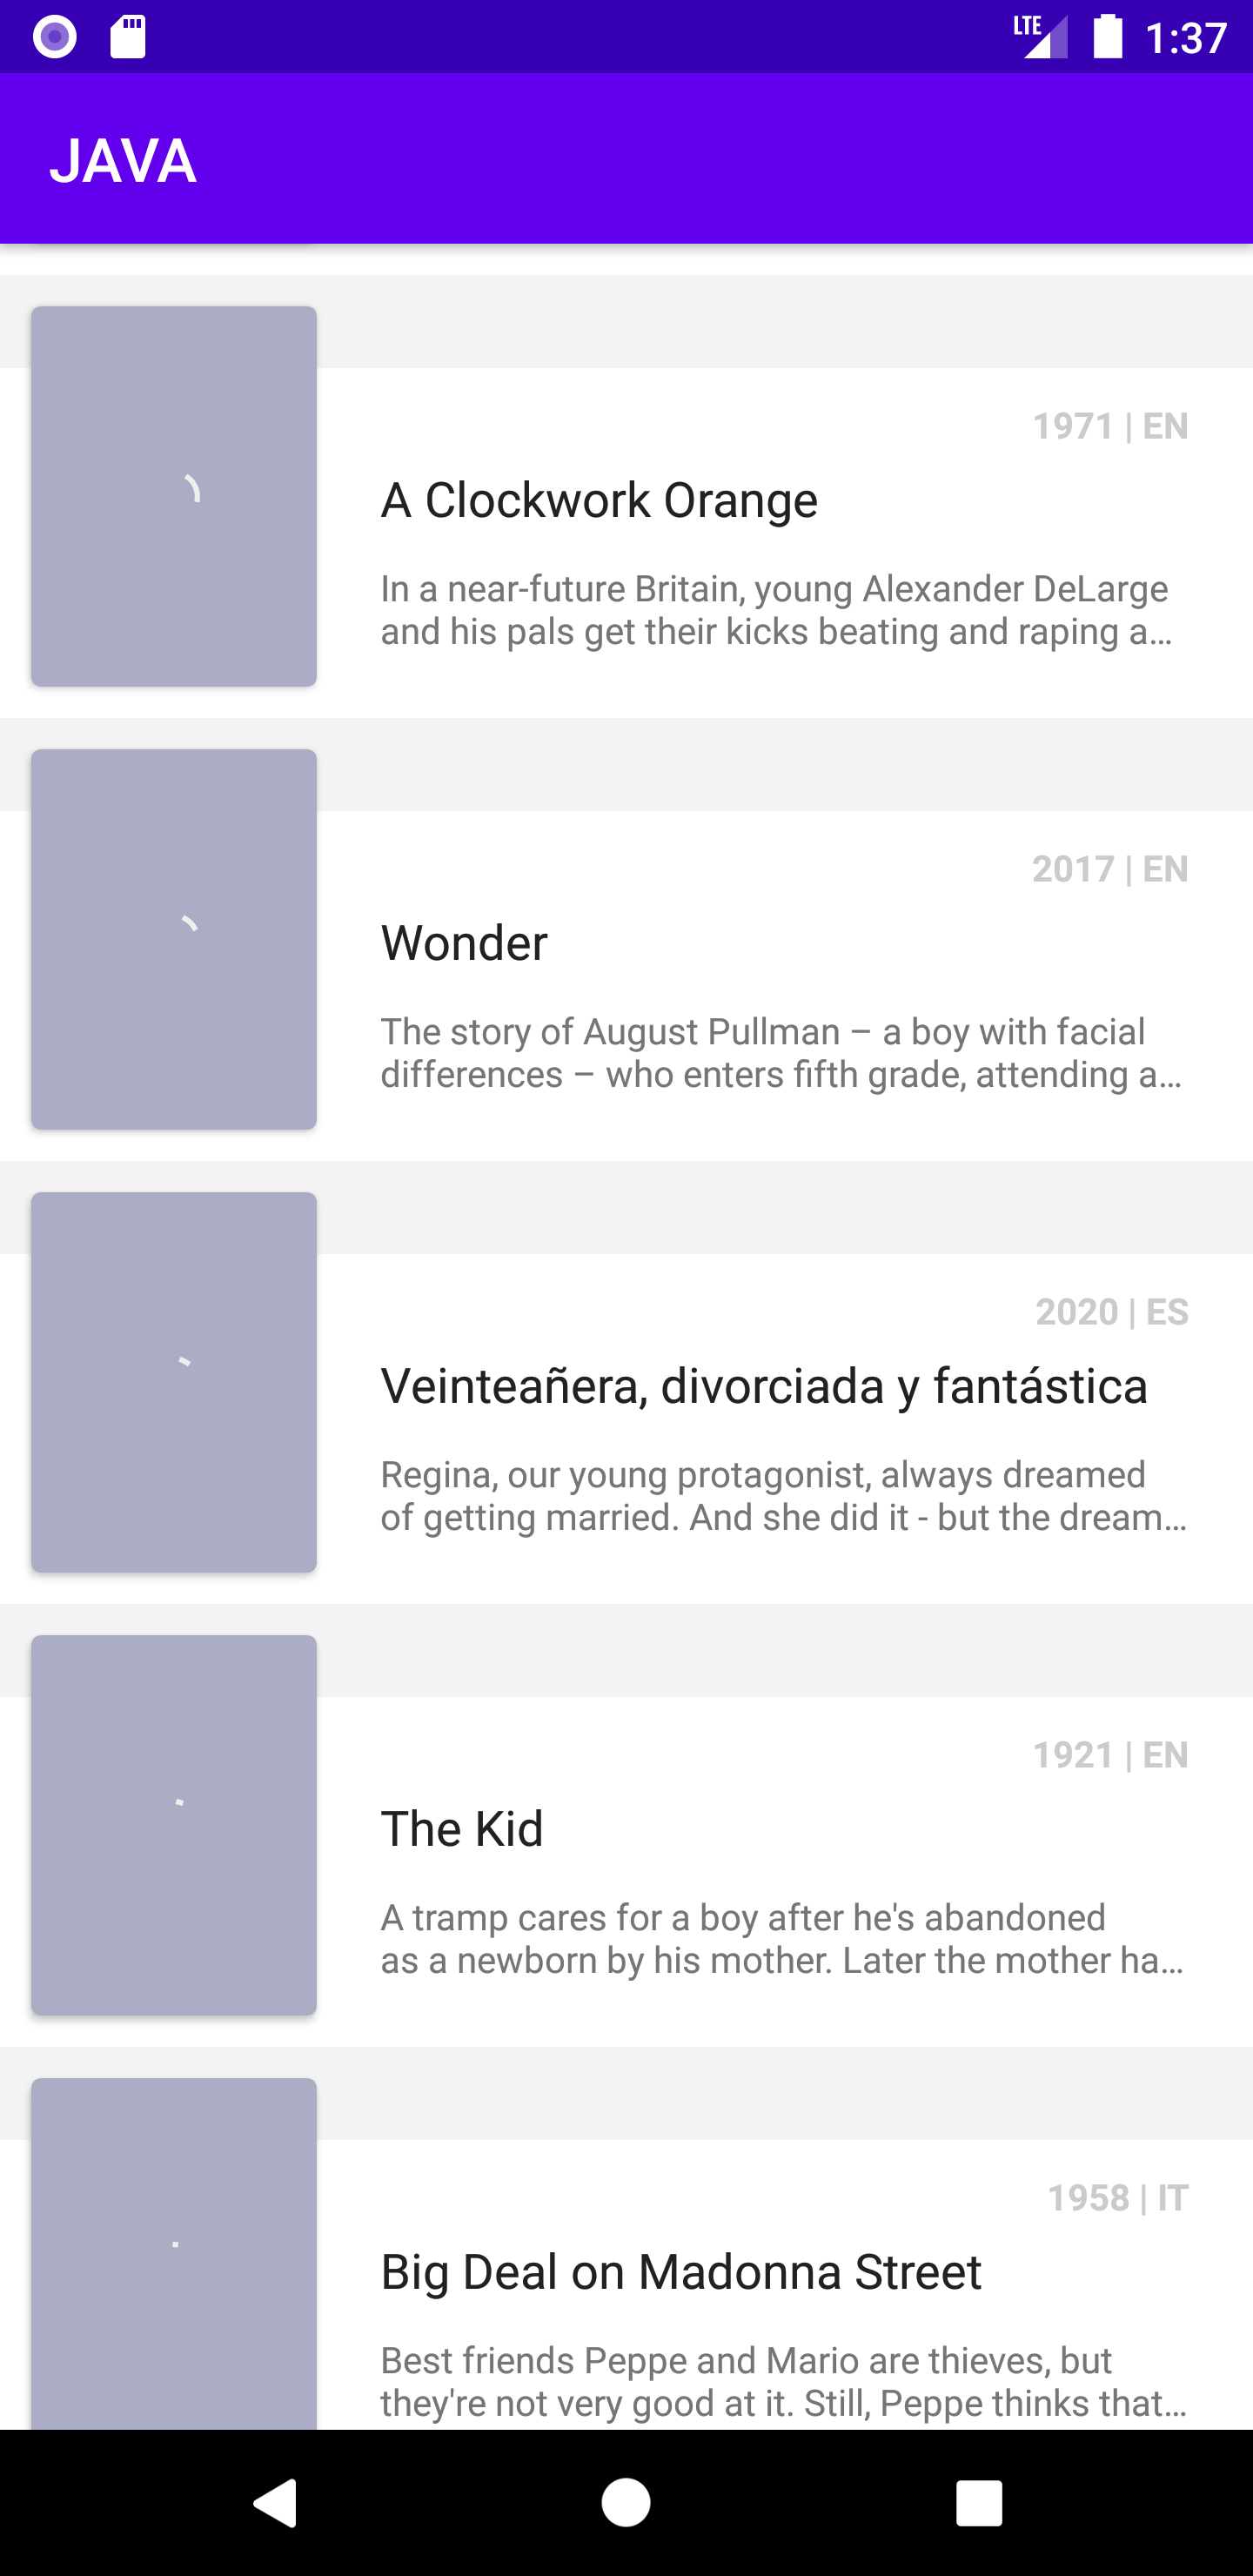 LTE 1:37
JAVA
1971 | EN
A Clockwork Orange
In a near-future Britain, young Alexander DeLarge
and his pals get their kicks beating and raping a…
2017 | EN
Wonder
The story of August Pullman – a boy with facial
differences – who enters fifth grade, attending a…
2020 | ES
Veinteañera, divorciada y fantástica
Regina, our young protagonist, always dreamed
of getting married. And she did it - but the dream…
1921 | EN
The Kid
A tramp cares for a boy after he's abandoned
as a newborn by his mother. Later the mother ha…
1958 | IT
Big Deal on Madonna Street
Best friends Peppe and Mario are thieves, but
they're not very good at it. Still, Peppe thinks that…